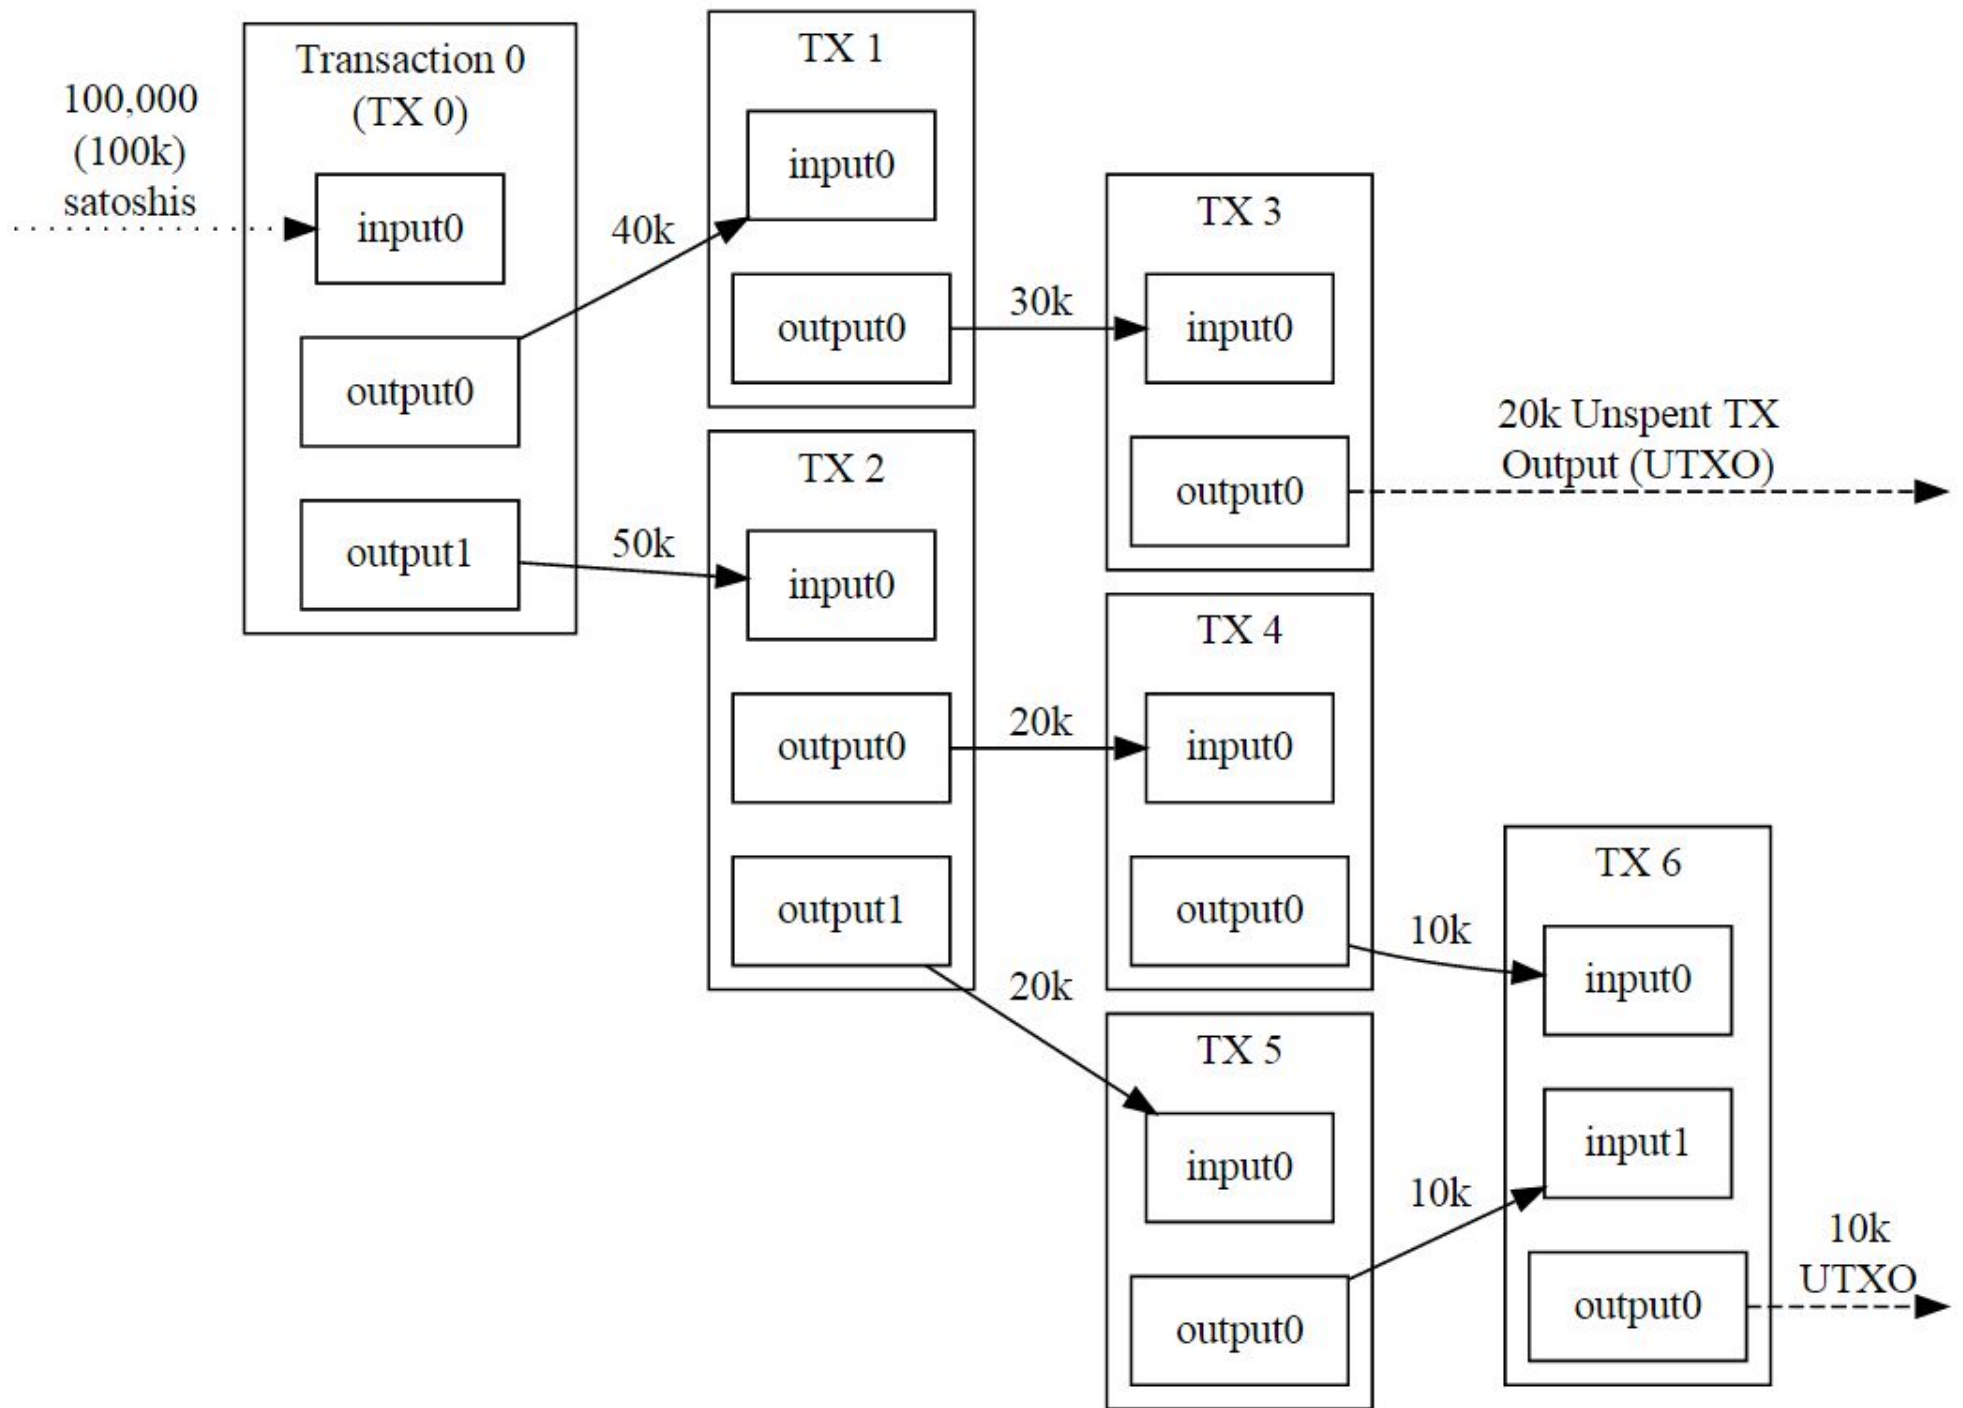 100,000
(100k)
satoshis
Transaction 0
(TX 0)
input0
output0
output1
40k
50k
TX 1
input0
output0
TX 2
input0
output0
output1
30k
20k
20k
TX 3
input0
output0
TX 4
input0
output0
TX 5
input0
output0
20k Unspent TX
Output (UTXO)
10k
10k
TX 6
input0
input1
output0
10k
UTXO